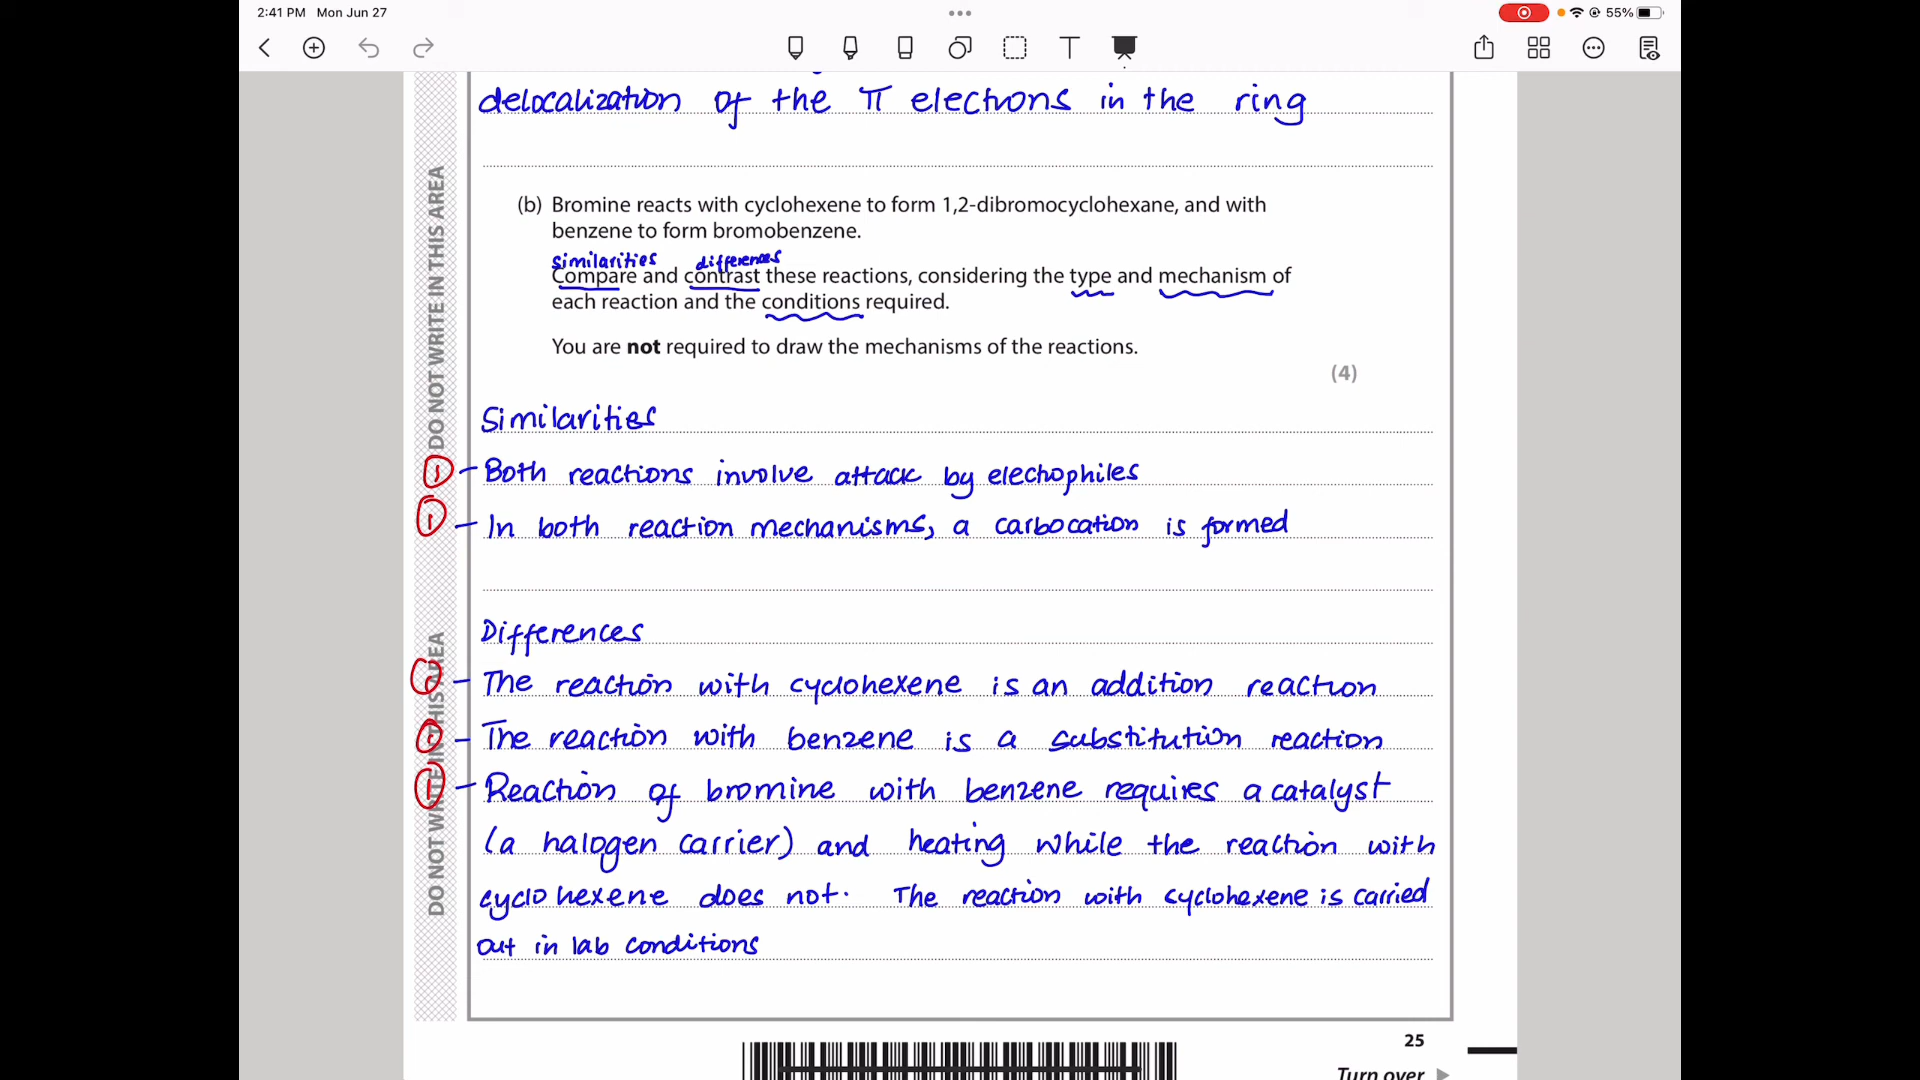 2:41 PM Mon Jun 27
55%
delocalization of the π electrons in the ring
(b) Bromine reacts with cyclohexene to form 1,2-dibromocyclohexane, and with
benzene to form bromobenzene.
similarities differences
Compare and contrast these reactions, considering the type and mechanism of
each reaction and the conditions required.
You are not required to draw the mechanisms of the reactions.
(4)
Similarities
① - Both reactions involve attack by electrophiles
① - In both reaction mechanisms, a carbocation is formed
Differences
① - The reaction with cyclohexene is an addition reaction
① - The reaction with benzene is a substitution reaction
① - Reaction of bromine with benzene requires a catalyst
(a halogen carrier) and heating while the reaction with
cyclohexene does not. The reaction with cyclohexene is carried
out in lab conditions
DO NOT WRITE IN THIS AREA
DO NOT WRITE IN THIS AREA
25
Turn over